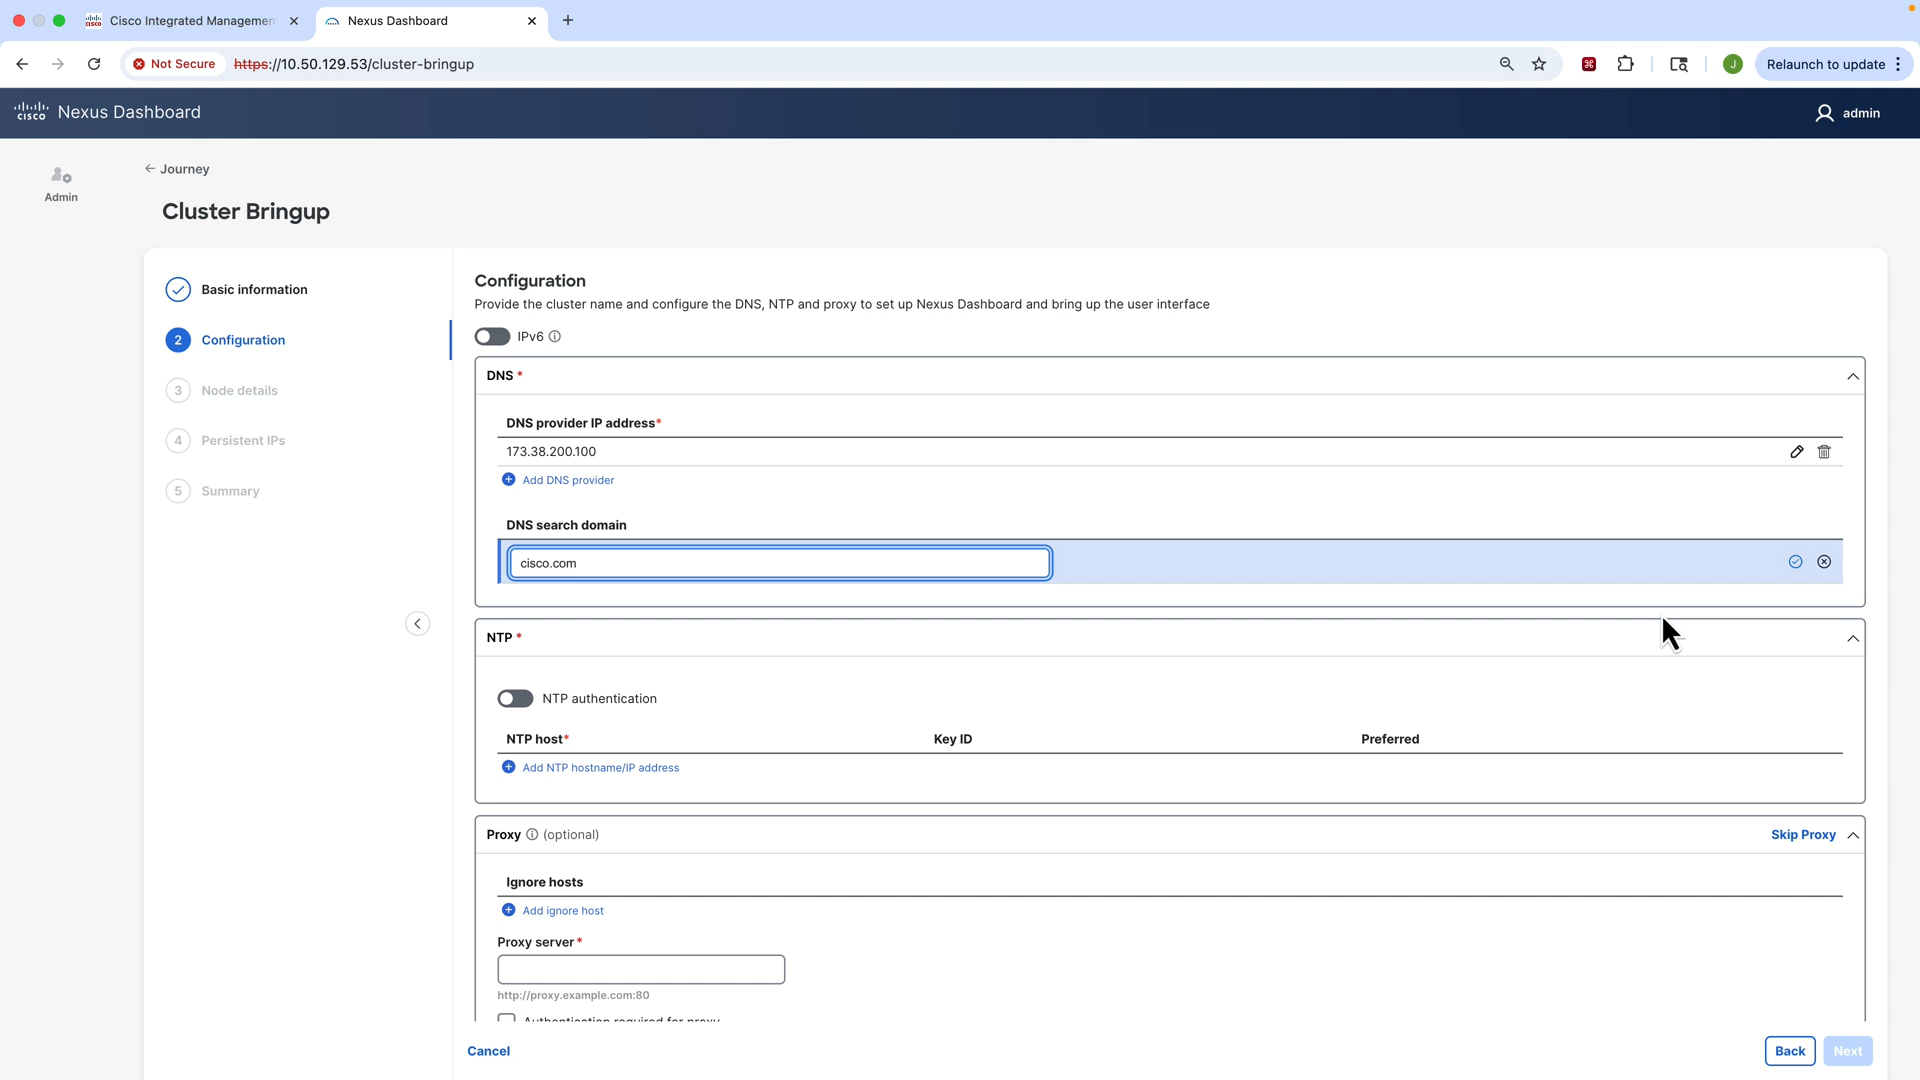 Cisco Integrated Managemen
Nexus Dashboard
Not Secure
https://10.50.129.53/cluster-bringup
J
Relaunch to update
cisco
Nexus Dashboard
admin
Admin
Journey
Cluster Bringup
Basic information
2 Configuration
3 Node details
4 Persistent IPs
5 Summary
Configuration
Provide the cluster name and configure the DNS, NTP and proxy to set up Nexus Dashboard and bring up the user interface
IPv6
DNS *
DNS provider IP address*
173.38.200.100
Add DNS provider
DNS search domain
cisco.com
NTP *
NTP authentication
NTP host* Key ID Preferred
Add NTP hostname/IP address
Proxy (optional) Skip Proxy
Ignore hosts
Add ignore host
Proxy server*
http://proxy.example.com:80
Authentication required for proxy
Cancel
Back
Next